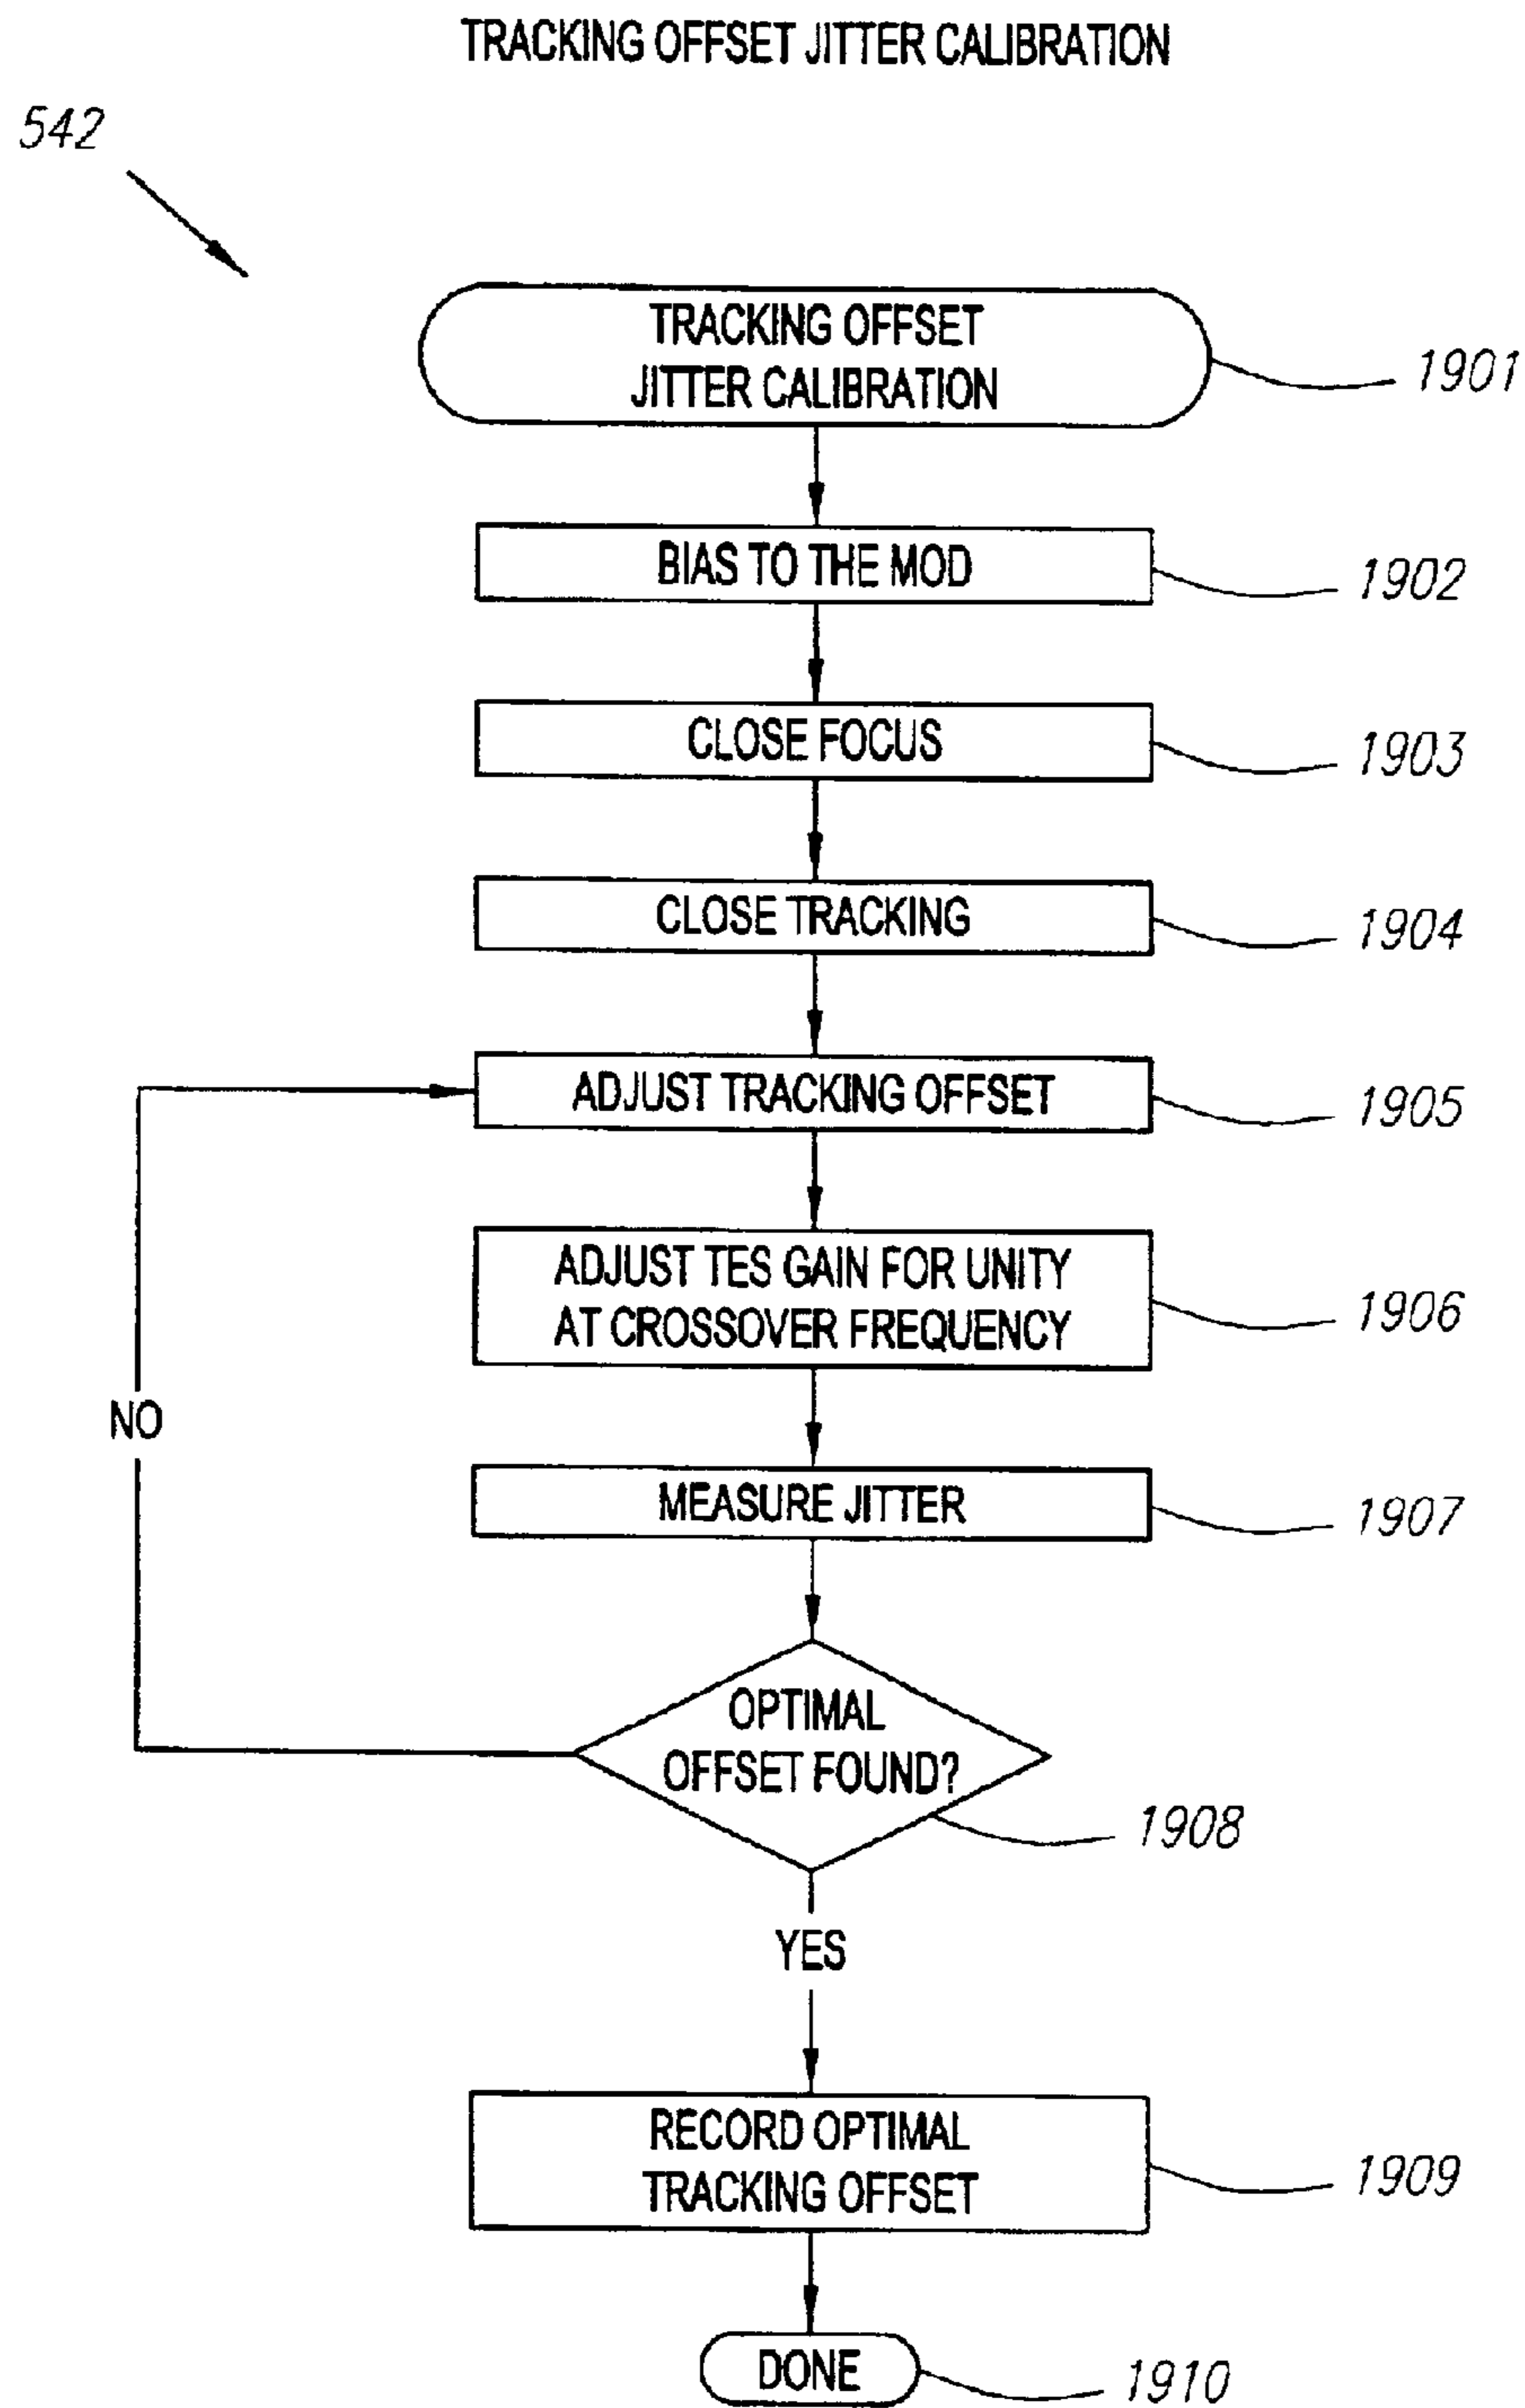 TRACKING OFFSET JITTER CALIBRATION
542
TRACKING OFFSET
JITTER CALIBRATION
1901
BIAS TO THE MOD
1902
CLOSE FOCUS
1903
CLOSE TRACKING
1904
ADJUST TRACKING OFFSET
1905
ADJUST TES GAIN FOR UNITY
AT CROSSOVER FREQUENCY
1906
NO
MEASURE JITTER
1907
OPTIMAL
OFFSET FOUND?
1908
YES
RECORD OPTIMAL
TRACKING OFFSET
1909
DONE
1910